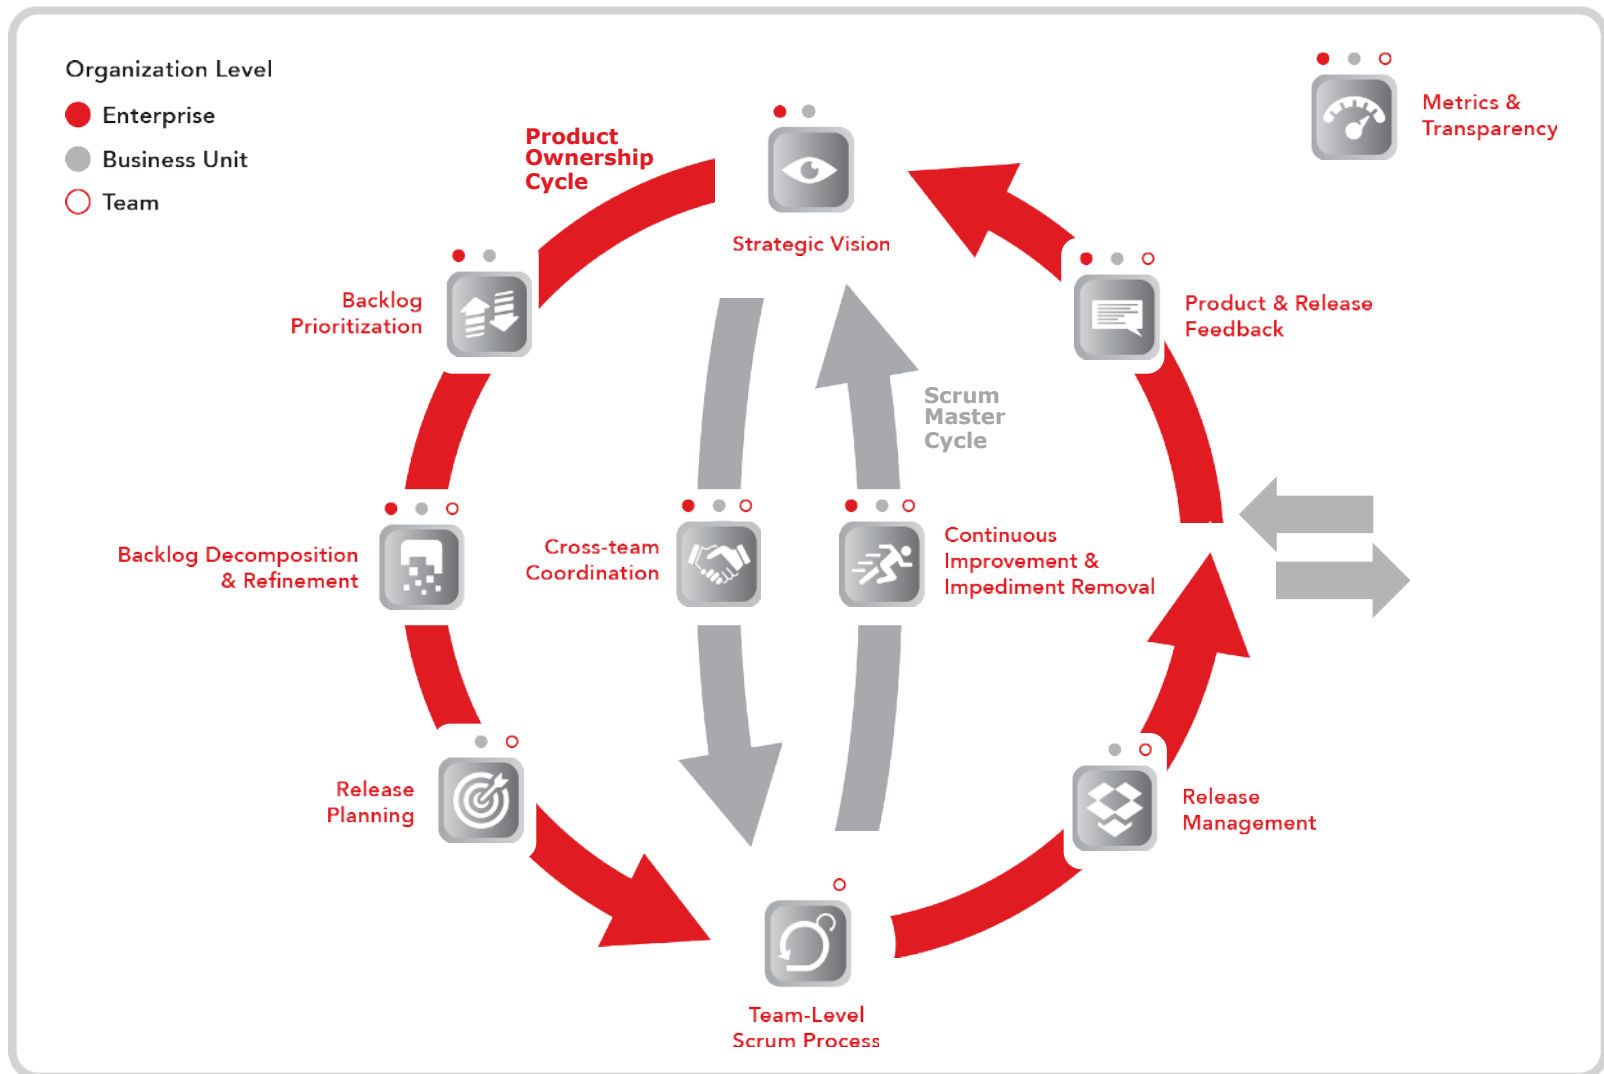 Organization Level
Enterprise
Business Unit
Team
Product
Ownership
Cycle
Metrics &
Transparency
Strategic Vision
Backlog
Prioritization
Product & Release
Feedback
Scrum
Master
Cycle
Backlog Decomposition
& Refinement
Cross-team
Coordination
Continuous
Improvement &
Impediment Removal
Release
Planning
Release
Management
Team-Level
Scrum Process